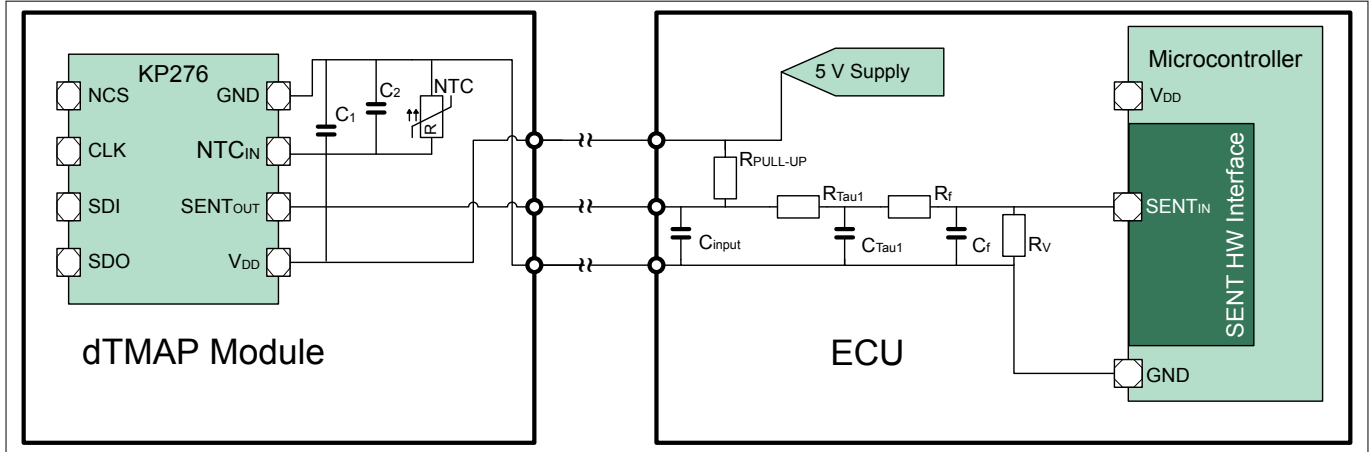 KP276
NCS
GND
CLK
NTCIN
SDI
SENTOUT
SDO
VDD
C1
C2
NTC
R
dTMAP Module
5 V Supply
RPULL-UP
RTau1
Rf
Cinput
CTau1
Cf
RV
ECU
Microcontroller
VDD
SENTIN
SENT HW Interface
GND